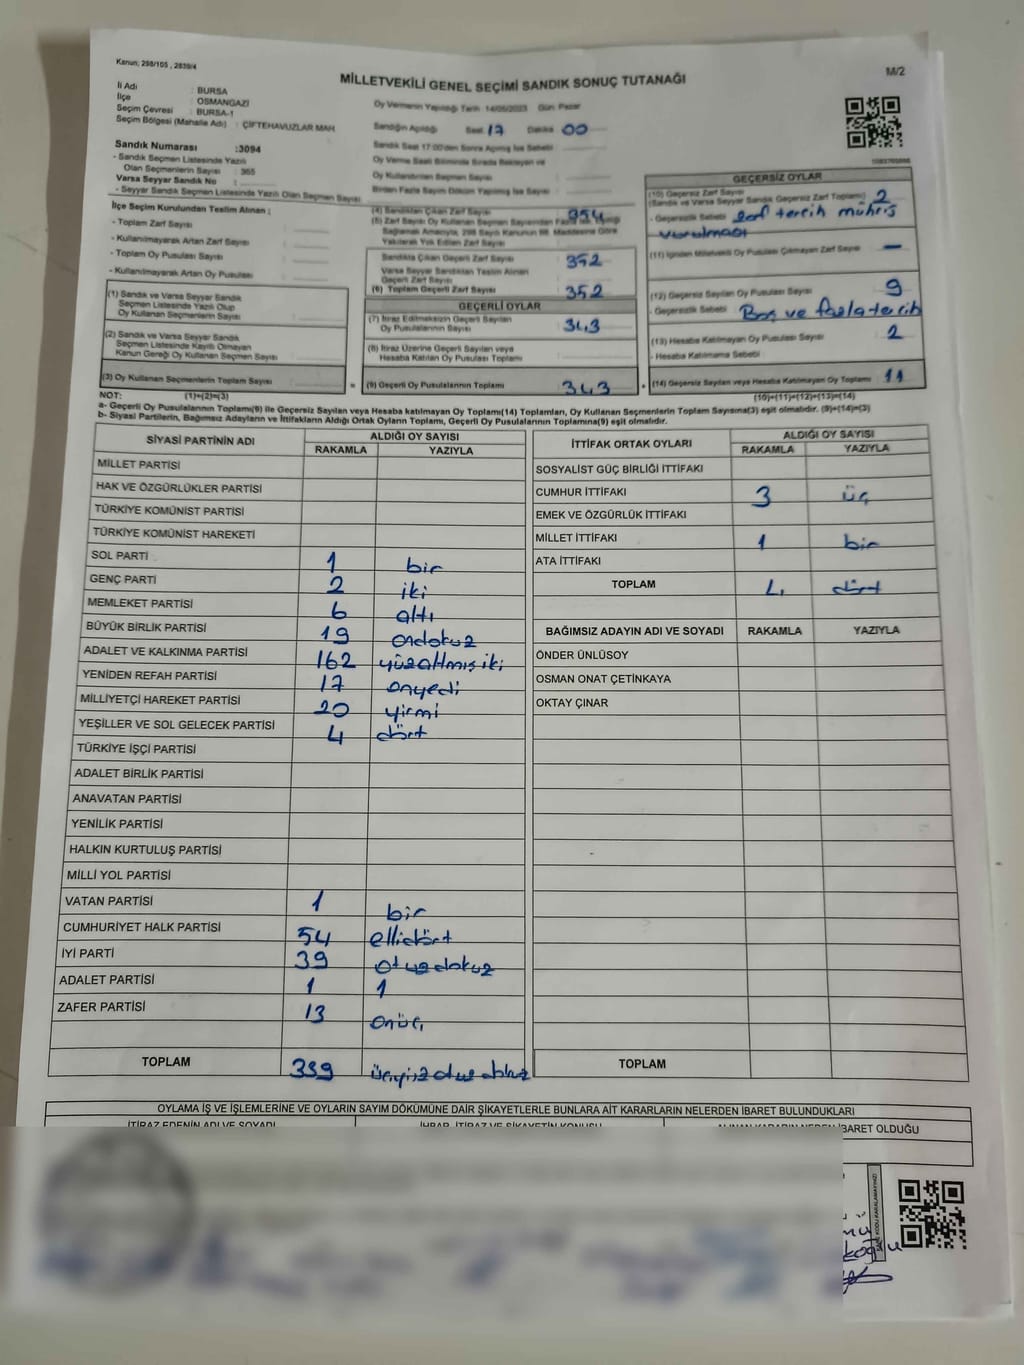 Kanun; 298/105 , 2839/4
M/2
MİLLETVEKİLİ GENEL SEÇİMİ SANDIK SONUÇ TUTANAĞI
İl Adı : BURSA
İlçe : OSMANGAZİ
Seçim Çevresi : BURSA-1
Seçim Bölgesi (Mahalle Adı) : ÇİFTEHAVUZLAR MAH
Sandık Numarası :3094
- Sandık Seçmen Listesinde Yazılı
Olan Seçmenlerin Sayısı : 365
Varsa Seyyar Sandık No :
- Seyyar Sandık Seçmen Listesinde Yazılı Olan Seçmen Sayısı
İlçe Seçim Kurulundan Teslim Alınan ;
- Toplam Zarf Sayısı :
- Kullanılmayarak Artan Zarf Sayısı :
- Toplam Oy Pusulası Sayısı :
- Kullanılmayarak Artan Oy Pusulası :
(1) Sandık ve Varsa Seyyar Sandık
Seçmen Listesinde Yazılı Olup
Oy Kullanan Seçmenlerin Sayısı :
(2) Sandık ve Varsa Seyyar Sandık
Seçmen Listesinde Kaydı Olmayan
Kanun Gereği Oy Kullanan Seçmen Sayısı :
(3) Oy Kullanan Seçmenlerin Toplam Sayısı :
Oy Vermenin Yapıldığı Tarih 14/05/2023 Gün Pazar
Sandığın Açıldığı Saat 17 Dakika 00
Sandık Saat 17:00'den Sonra Açılmış İse Sebebi
Oy Verme Saati Bitiminde Sırada Bekleyen ve
Oy Kullandırılan Seçmen Sayısı :
Birden Fazla Sayım Döküm Yapılmış İse Sayısı :
(4) Sandıktan Çıkan Zarf Sayısı 354
(5) Zarf Sayısı Oy Kullanan Seçmen Sayısından Fazla İse, Eşitliği
Sağlamak Amacıyla, 298 Sayılı Kanunun 98. Maddesine Göre
Yakılarak Yok Edilen Zarf Sayısı :
Sandıkta Çıkan Geçerli Zarf Sayısı 352
Varsa Seyyar Sandıktan Teslim Alınan
Geçerli Zarf Sayısı :
(6) Toplam Geçerli Zarf Sayısı 352
GEÇERLİ OYLAR
(7) İtiraz Edilmeksizin Geçerli Sayılan
Oy Pusulalarının Sayısı : 343
(8) İtiraz Üzerine Geçerli Sayılan veya
Hesaba Katılan Oy Pusulası Toplamı :
= (9) Geçerli Oy Pusulalarının Toplamı : 343
GEÇERSİZ OYLAR
(10) Geçersiz Zarf Sayısı
(Sandık ve Varsa Seyyar Sandık Geçersiz Zarf Toplamı) 2
- Geçersizlik Sebebi zarf tercih mührü
vurulması
(11) İçinden Milletvekili Oy Pusulası Çıkmayan Zarf Sayısı —
(12) Geçersiz Sayılan Oy Pusulası Sayısı 9
- Geçersizlik Sebebi Boş ve fazla tercih
(13) Hesaba Katılmayan Oy Pusulası Sayısı 2
- Hesaba Katılmama Sebebi
+ (14) Geçersiz Sayılan veya Hesaba Katılmayan Oy Toplamı 11
NOT: (1)+(2)=(3) (10)+(11)+(12)+(13)=(14)
a- Geçerli Oy Pusulalarının Toplamı(9) ile Geçersiz Sayılan veya Hesaba katılmayan Oy Toplamı(14) Toplamları, Oy Kullanan Seçmenlerin Toplam Sayısına(3) eşit olmalıdır. (9)+(14)=(3)
b- Siyasi Partilerin, Bağımsız Adayların ve İttifakların Aldığı Ortak Oyların Toplamı, Geçerli Oy Pusulalarının Toplamına(9) eşit olmalıdır.
SİYASİ PARTİNİN ADI ALDIĞI OY SAYISI
RAKAMLA YAZIYLA
MİLLET PARTİSİ
HAK VE ÖZGÜRLÜKLER PARTİSİ
TÜRKİYE KOMÜNİST PARTİSİ
TÜRKİYE KOMÜNİST HAREKETİ
SOL PARTİ 1 bir
GENÇ PARTİ 2 iki
MEMLEKET PARTİSİ 6 altı
BÜYÜK BİRLİK PARTİSİ 19 ondokuz
ADALET VE KALKINMA PARTİSİ 162 yüzaltmışiki
YENİDEN REFAH PARTİSİ 17 onyedi
MİLLİYETÇİ HAREKET PARTİSİ 20 yirmi
YEŞİLLER VE SOL GELECEK PARTİSİ 4 dört
TÜRKİYE İŞÇİ PARTİSİ
ADALET BİRLİK PARTİSİ
ANAVATAN PARTİSİ
YENİLİK PARTİSİ
HALKIN KURTULUŞ PARTİSİ
MİLLİ YOL PARTİSİ
VATAN PARTİSİ 1 bir
CUMHURİYET HALK PARTİSİ 54 ellidört
İYİ PARTİ 39 otuzdokuz
ADALET PARTİSİ 1 1
ZAFER PARTİSİ 13 onüç
TOPLAM 339 üçyüzotuzdokuz
İTTİFAK ORTAK OYLARI ALDIĞI OY SAYISI
RAKAMLA YAZIYLA
SOSYALİST GÜÇ BİRLİĞİ İTTİFAKI
CUMHUR İTTİFAKI 3 üç
EMEK VE ÖZGÜRLÜK İTTİFAKI
MİLLET İTTİFAKI 1 bir
ATA İTTİFAKI
TOPLAM 4 dört
BAĞIMSIZ ADAYIN ADI VE SOYADI RAKAMLA YAZIYLA
ÖNDER ÜNLÜSOY
OSMAN ONAT ÇETİNKAYA
OKTAY ÇINAR
TOPLAM
OYLAMA İŞ VE İŞLEMLERİNE VE OYLARIN SAYIM DÖKÜMÜNE DAİR ŞİKAYETLERLE BUNLARA AİT KARARLARIN NELERDEN İBARET BULUNDUKLARI
İTİRAZ EDENİN ADI VE SOYADI İHBAR, İTİRAZ VE ŞİKAYETİN KONUSU ALINAN KARARIN NEDEN İBARET OLDUĞU